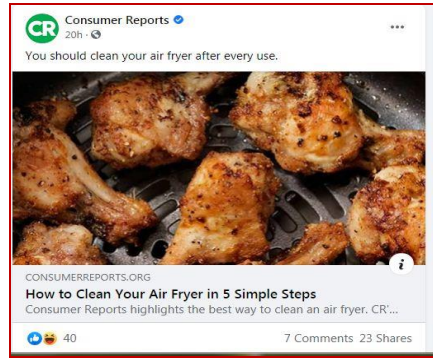 CR Consumer Reports
20h ·
You should clean your air fryer after every use.
i
CONSUMERREPORTS.ORG
How to Clean Your Air Fryer in 5 Simple Steps
Consumer Reports highlights the best way to clean an air fryer. CR'...
40 7 Comments 23 Shares